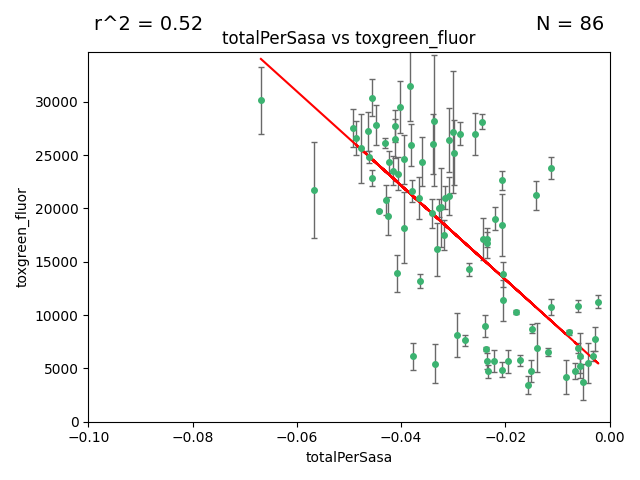 r^2 = 0.52
N = 86
totalPerSasa vs toxgreen_fluor
toxgreen_fluor
30000
25000
20000
15000
10000
5000
0
−0.10
−0.08
−0.06
−0.04
−0.02
0.00
totalPerSasa